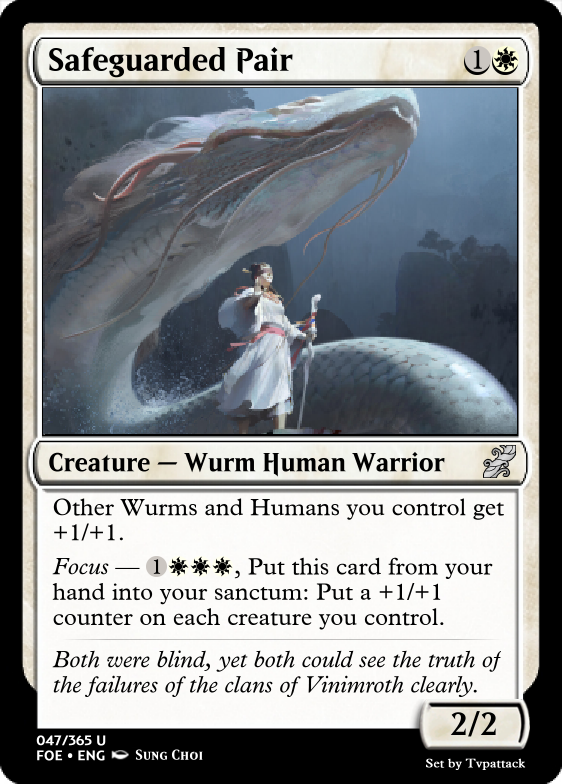 Safeguarded Pair
1
Creature — Wurm Human Warrior
Other Wurms and Humans you control get
+1/+1.
Focus — 1, Put this card from your
hand into your sanctum: Put a +1/+1
counter on each creature you control.
Both were blind, yet both could see the truth of
the failures of the clans of Vinimroth clearly.
2/2
047/365 U
FOE • ENG Sung Choi
Set by Tvpattack